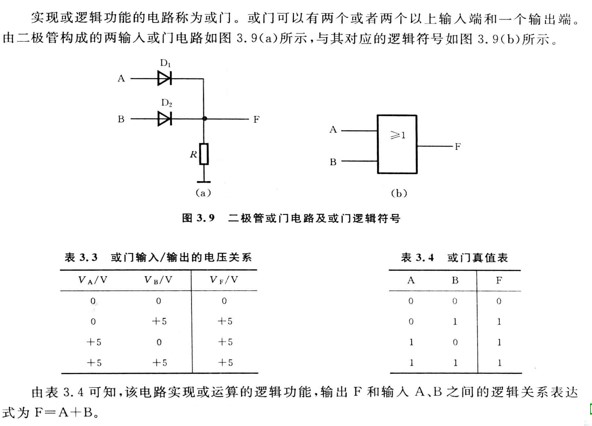 实现或逻辑功能的电路称为或门。或门可以有两个或者两个以上输入端和一个输出端。
由二极管构成的两输入或门电路如图 3.9(a)所示,与其对应的逻辑符号如图 3.9(b)所示。
D₁
A
D₂
B
F
R
(a)
A
B
≥1
F
(b)
图 3.9 二极管或门电路及或门逻辑符号
表 3.3 或门输入/输出的电压关系
V_A/V V_B/V V_F/V
0 0 0
0 +5 +5
+5 0 +5
+5 +5 +5
表 3.4 或门真值表
A B F
0 0 0
0 1 1
1 0 1
1 1 1
由表 3.4 可知,该电路实现或运算的逻辑功能,输出 F 和输入 A、B 之间的逻辑关系表达
式为 F=A+B。